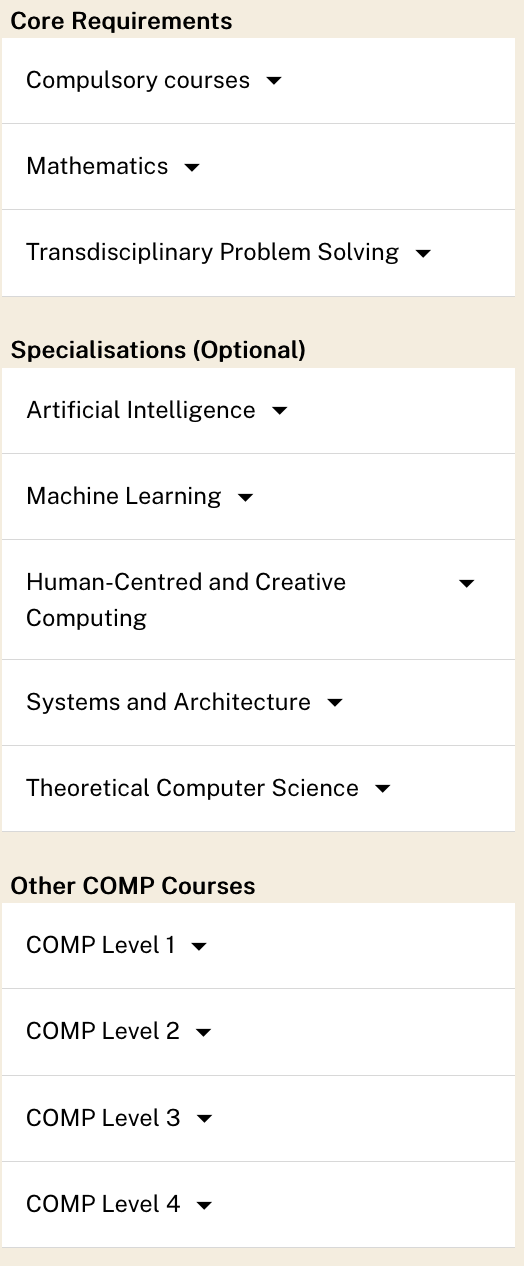 Core Requirements
Compulsory courses
Mathematics
Transdisciplinary Problem Solving
Specialisations (Optional)
Artificial Intelligence
Machine Learning
Human-Centred and Creative
Computing
Systems and Architecture
Theoretical Computer Science
Other COMP Courses
COMP Level 1
COMP Level 2
COMP Level 3
COMP Level 4